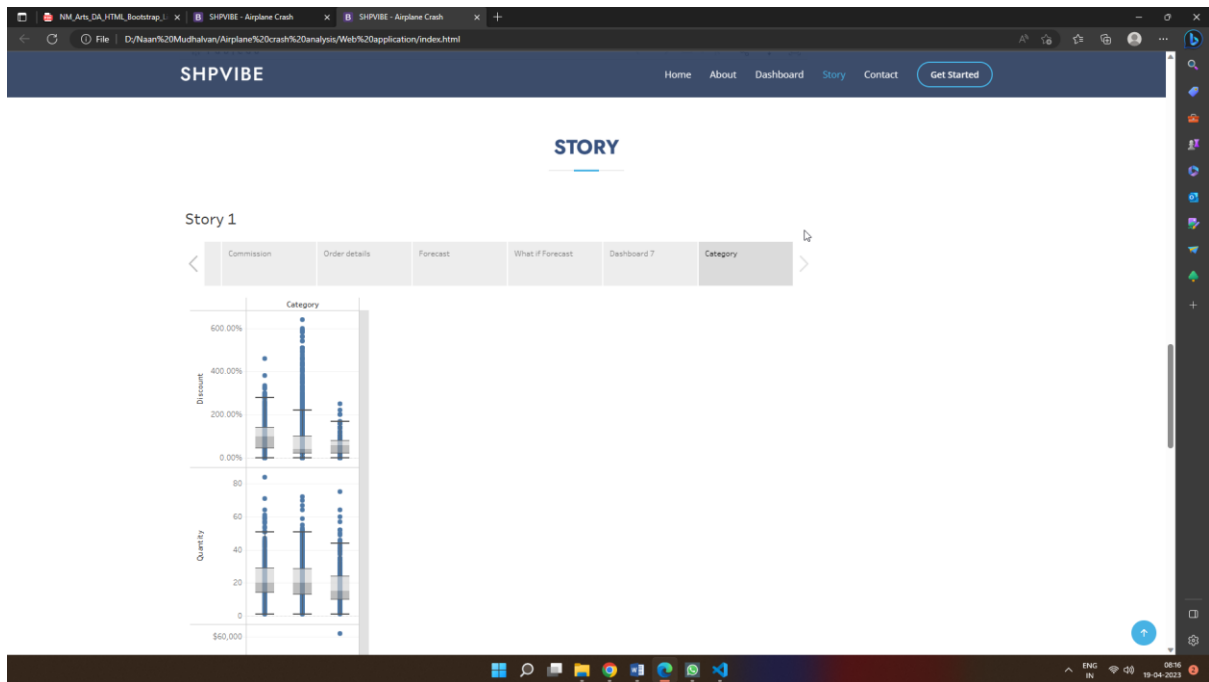 NM_Arts_DA_HTML_Bootstrap_L
SHPVIBE - Airplane Crash
SHPVIBE - Airplane Crash
File
D:/Naan%20Mudhalvan/Airplane%20crash%20analysis/Web%20application/index.html
SHPVIBE
Home
About
Dashboard
Story
Contact
Get Started
STORY
Story 1
Commission
Order details
Forecast
What if Forecast
Dashboard 7
Category
Category
600.00%
400.00%
200.00%
0.00%
Discount
80
60
40
20
0
Quantity
$60,000
ENG
IN
08:16
19-04-2023
2